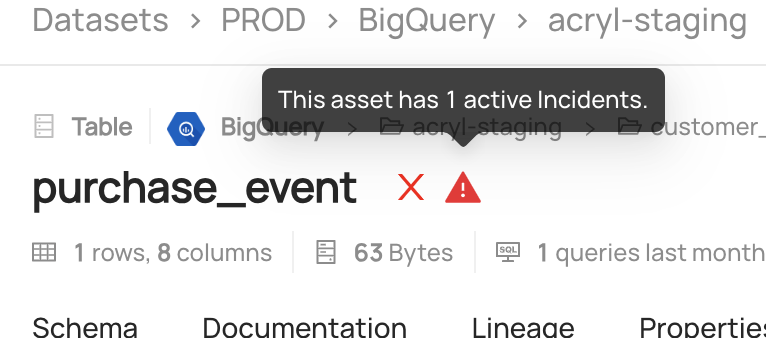 Datasets > PROD > BigQuery > acryl-staging
This asset has 1 active Incidents.
Table BigQuery > acryl-staging > customer_
purchase_event
1 rows, 8 columns 63 Bytes SQL 1 queries last month
Schema Documentation Lineage Properties